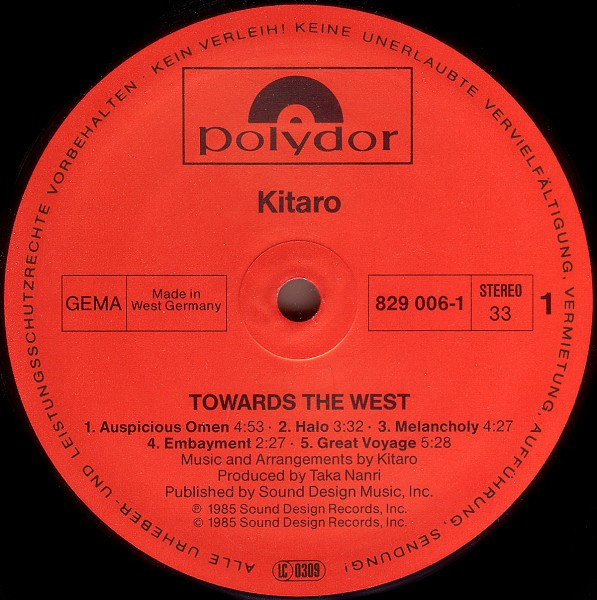 ALLE URHEBER- UND LEISTUNGSSCHUTZRECHTE VORBEHALTEN · KEIN VERLEIH! KEINE UNERLAUBTE VERVIELFÄLTIGUNG, VERMIETUNG, AUFFÜHRUNG, SENDUNG!
polydor
Kitaro
GEMA
Made in
West Germany
829 006-1
STEREO
33
1
TOWARDS THE WEST
1. Auspicious Omen 4:53 · 2. Halo 3:32 · 3. Melancholy 4:27
4. Embayment 2:27 · 5. Great Voyage 5:28
Music and Arrangements by Kitaro
Produced by Taka Nanri
Published by Sound Design Music, Inc.
℗ 1985 Sound Design Records, Inc.
© 1985 Sound Design Records, Inc.
LC 0309